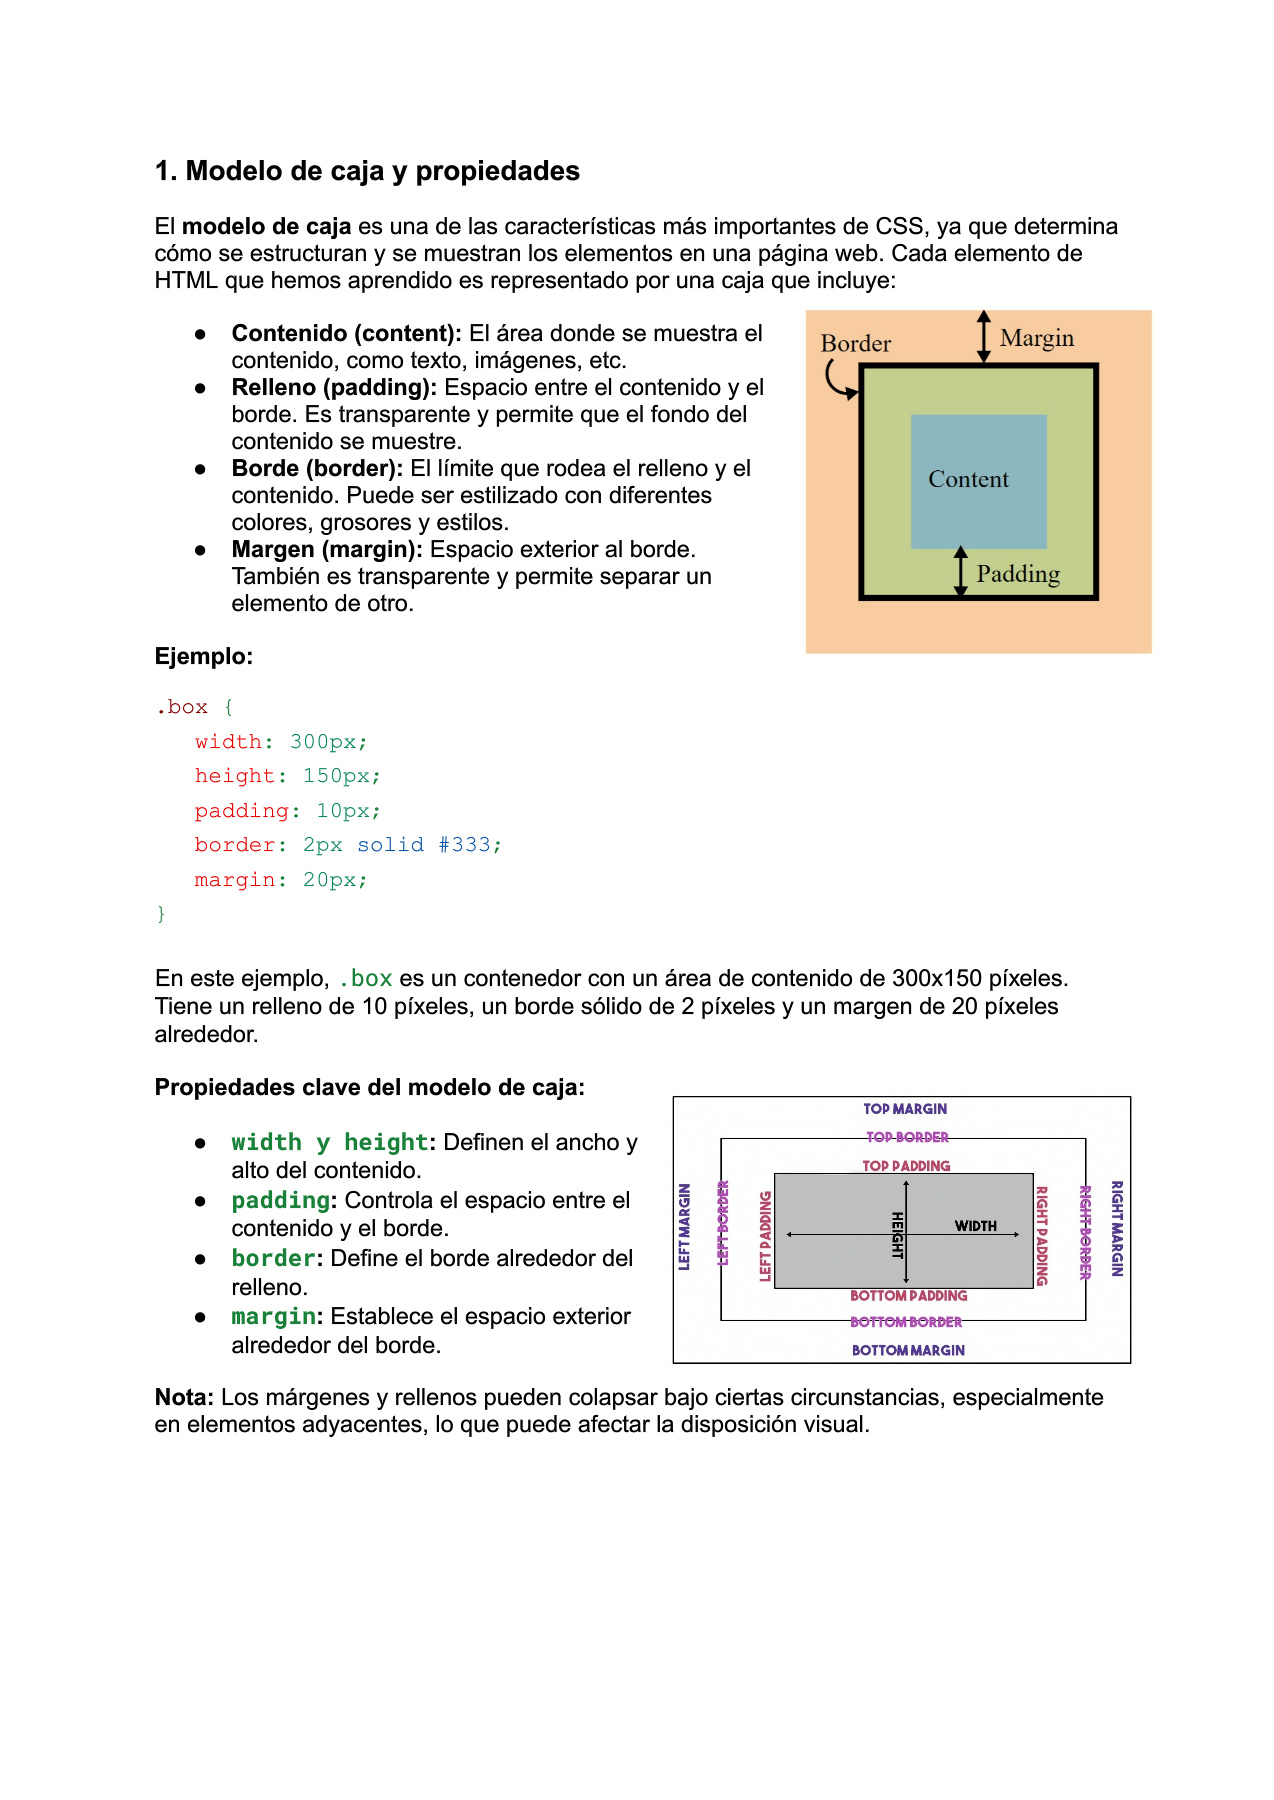 1. Modelo de caja y propiedades
El modelo de caja es una de las características más importantes de CSS, ya que determina
cómo se estructuran y se muestran los elementos en una página web. Cada elemento de
HTML que hemos aprendido es representado por una caja que incluye:
● Contenido (content): El área donde se muestra el
contenido, como texto, imágenes, etc.
● Relleno (padding): Espacio entre el contenido y el
borde. Es transparente y permite que el fondo del
contenido se muestre.
● Borde (border): El límite que rodea el relleno y el
contenido. Puede ser estilizado con diferentes
colores, grosores y estilos.
● Margen (margin): Espacio exterior al borde.
También es transparente y permite separar un
elemento de otro.
Border
Margin
Content
Padding
Ejemplo:
.box {
width: 300px;
height: 150px;
padding: 10px;
border: 2px solid #333;
margin: 20px;
}
En este ejemplo, .box es un contenedor con un área de contenido de 300x150 píxeles.
Tiene un relleno de 10 píxeles, un borde sólido de 2 píxeles y un margen de 20 píxeles
alrededor.
Propiedades clave del modelo de caja:
● width y height: Definen el ancho y
alto del contenido.
● padding: Controla el espacio entre el
contenido y el borde.
● border: Define el borde alrededor del
relleno.
● margin: Establece el espacio exterior
alrededor del borde.
TOP MARGIN
TOP BORDER
TOP PADDING
LEFT MARGIN
LEFT BORDER
LEFT PADDING
HEIGHT
WIDTH
RIGHT PADDING
RIGHT BORDER
RIGHT MARGIN
BOTTOM PADDING
BOTTOM BORDER
BOTTOM MARGIN
Nota: Los márgenes y rellenos pueden colapsar bajo ciertas circunstancias, especialmente
en elementos adyacentes, lo que puede afectar la disposición visual.